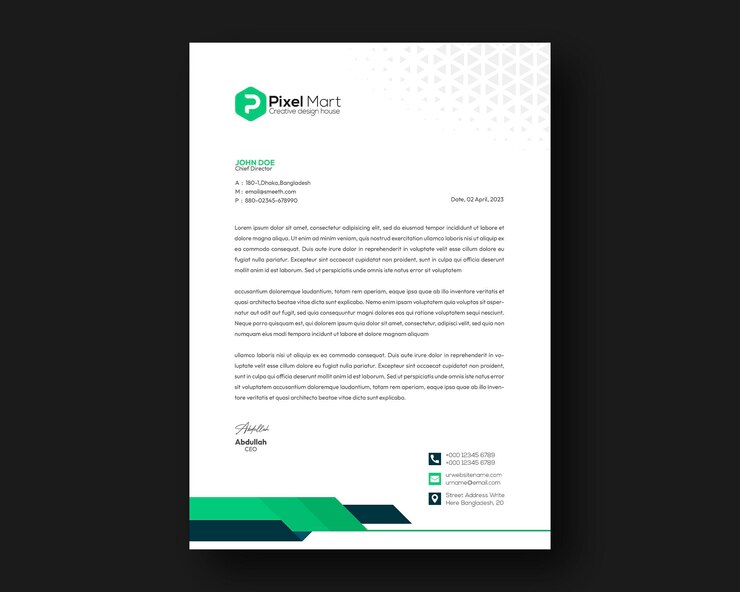 Pixel Mart
Creative design house
JOHN DOE
Chief Director
A : 180-1,Dhaka,Bangladesh
M : email@smeeth.com
P : 880-02345-678990
Date, 02 April, 2023
Lorem ipsum dolor sit amet, consectetur adipisicing elit, sed do eiusmod tempor incididunt ut labore et
dolore magna aliqua. Ut enim ad minim veniam, quis nostrud exercitation ullamco laboris nisi ut aliquip ex
ea commodo consequat. Duis aute irure dolor in reprehenderit in voluptate velit esse cillum dolore eu
fugiat nulla pariatur. Excepteur sint occaecat cupidatat non proident, sunt in culpa qui officia deserunt
mollit anim id est laborum. Sed ut perspiciatis unde omnis iste natus error sit voluptatem
accusantium doloremque laudantium, totam rem aperiam, eaque ipsa quae ab illo inventore veritatis et
quasi architecto beatae vitae dicta sunt explicabo. Nemo enim ipsam voluptatem quia voluptas sit asper-
natur aut odit aut fugit, sed quia consequuntur magni dolores eos qui ratione voluptatem sequi nesciunt.
Neque porro quisquam est, qui dolorem ipsum quia dolor sit amet, consectetur, adipisci velit, sed quia non
numquam eius modi tempora incidunt ut labore et dolore magnam aliquam
ullamco laboris nisi ut aliquip ex ea commodo consequat. Duis aute irure dolor in reprehenderit in vo-
luptate velit esse cillum dolore eu fugiat nulla pariatur. Excepteur sint occaecat cupidatat non proident,
sunt in culpa qui officia deserunt mollit anim id est laborum. Sed ut perspiciatis unde omnis iste natus error
sit voluptatem accusantium doloremque laudantium, totam rem aperiam, eaque ipsa quae ab illo inven-
tore veritatis et quasi architecto beatae vitae dicta sunt explicabo.
Abdullah
Abdullah
CEO
+000 12345 6789
+000 12345 6789
urwebsitename.com
urname@email.com
Street Address Write
Here Bangladesh, 20